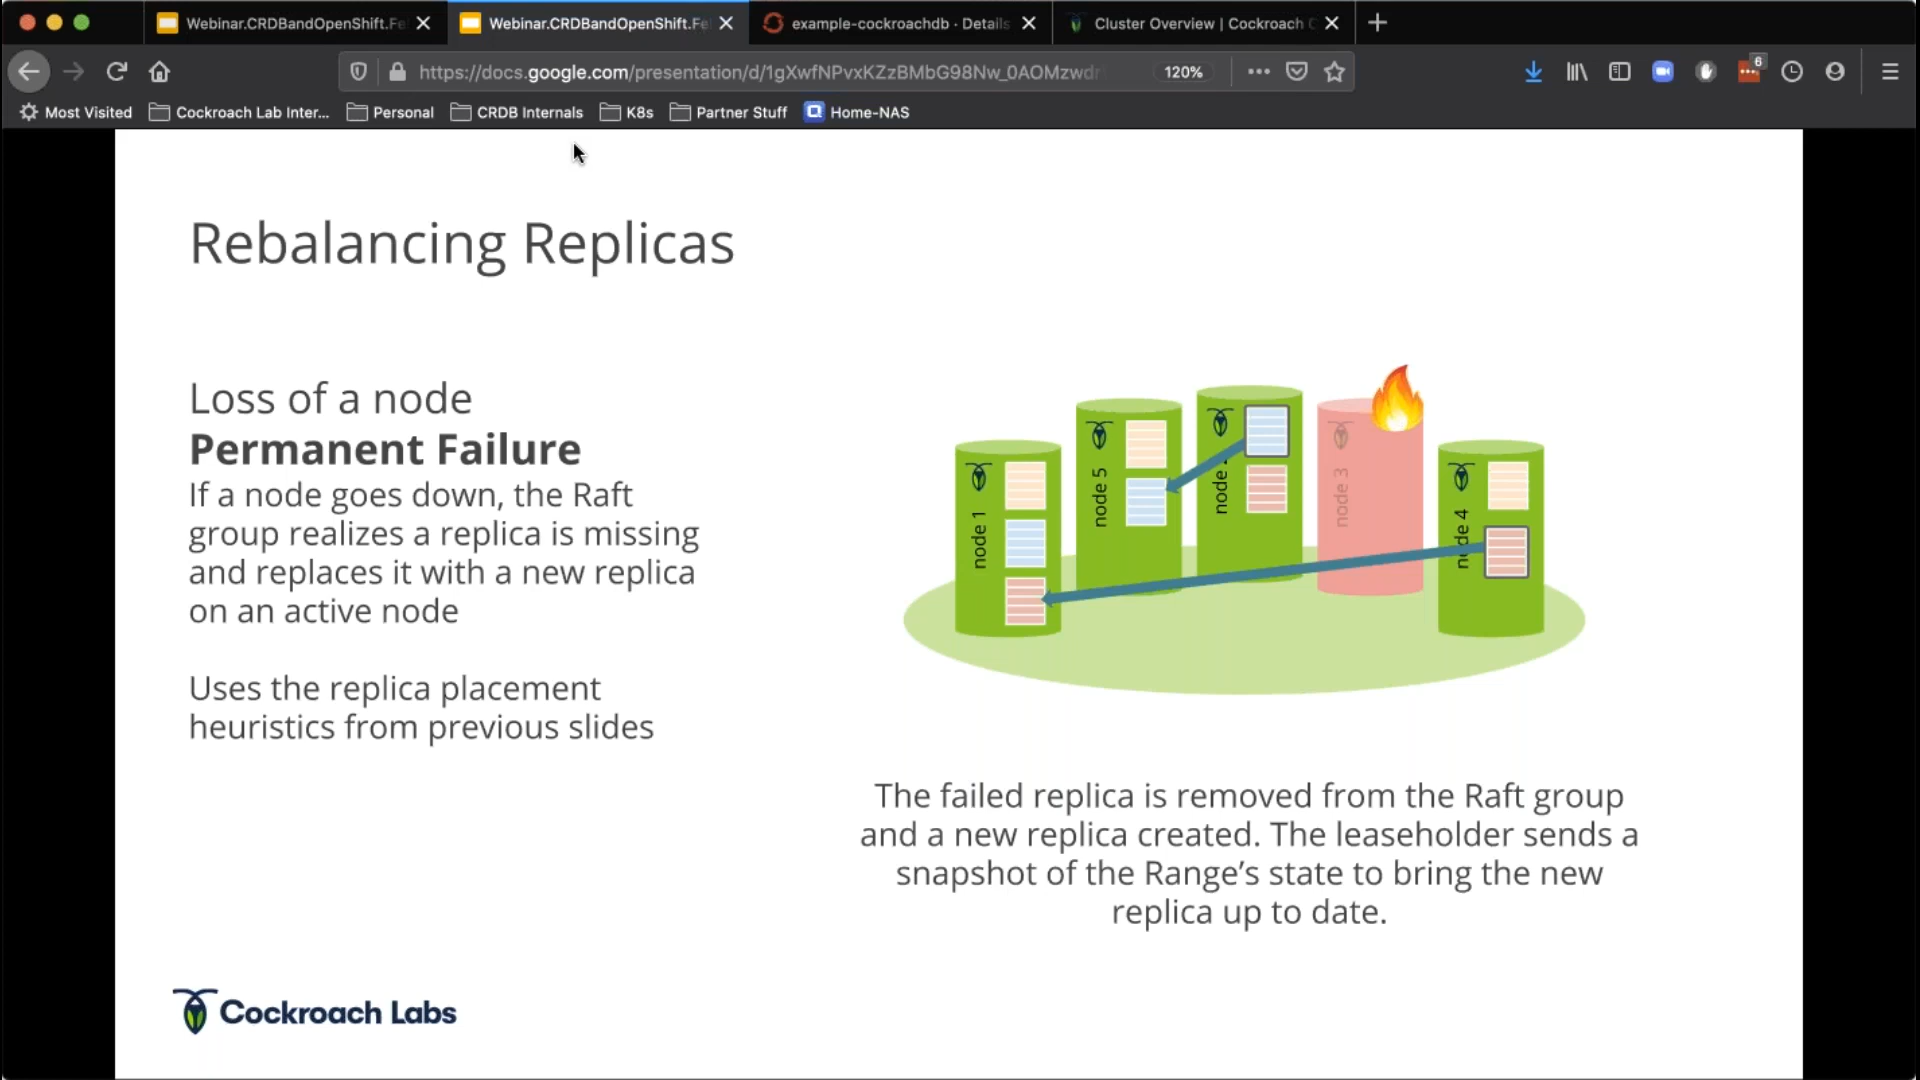 Webinar.CRDBandOpenShift.Fe
Webinar.CRDBandOpenShift.Fe
example-cockroachdb · Details
Cluster Overview | Cockroach C
https://docs.google.com/presentation/d/1gXwfNPvxKZzBMbG98Nw_0AOMzwdr
120%
6
Most Visited
Cockroach Lab Inter...
Personal
CRDB Internals
K8s
Partner Stuff
Home-NAS
Rebalancing Replicas
Loss of a node
Permanent Failure
If a node goes down, the Raft
group realizes a replica is missing
and replaces it with a new replica
on an active node
Uses the replica placement
heuristics from previous slides
node 1
node 5
node
node 3
node 4
The failed replica is removed from the Raft group
and a new replica created. The leaseholder sends a
snapshot of the Range’s state to bring the new
replica up to date.
Cockroach Labs